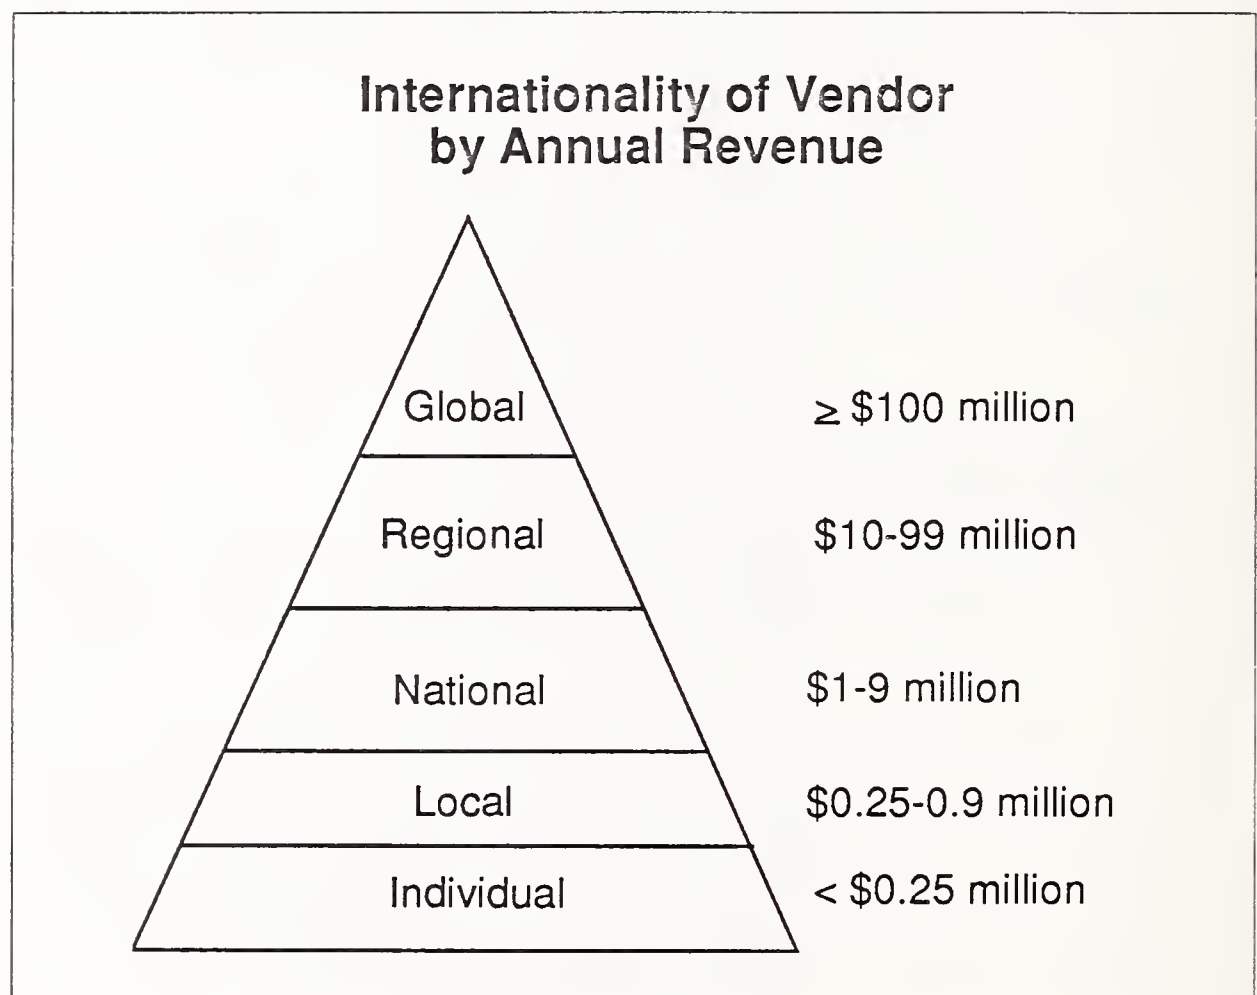 Internationality of Vendor
by Annual Revenue
Global ≥ $100 million
Regional $10-99 million
National $1-9 million
Local $0.25-0.9 million
Individual < $0.25 million